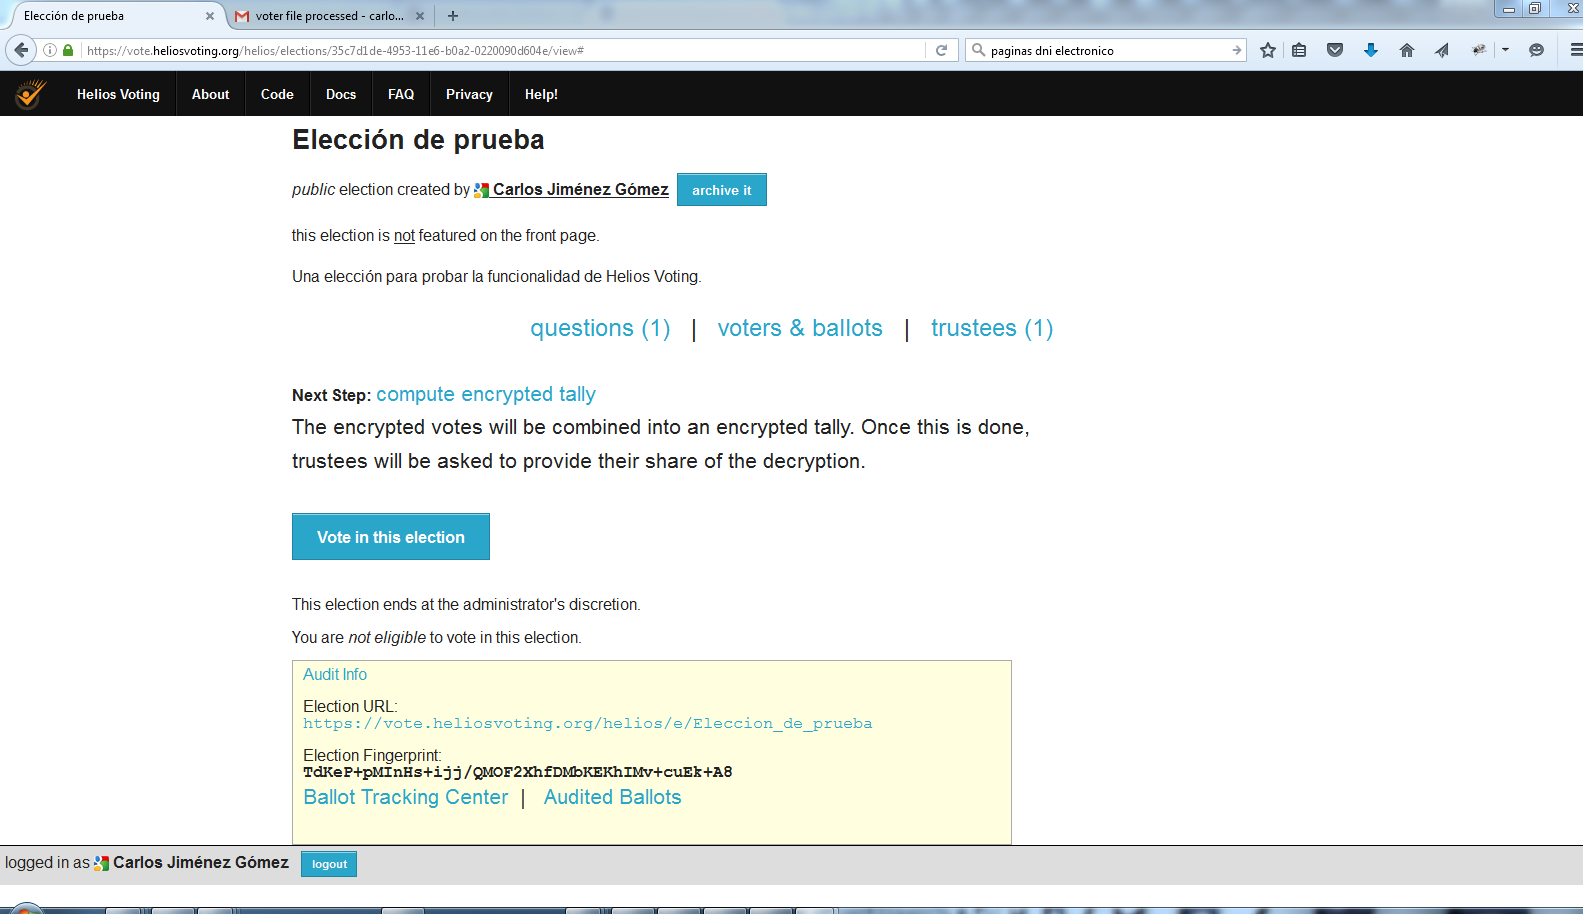 Elección de prueba
voter file processed - carlo...
https://vote.heliosvoting.org/helios/elections/35c7d1de-4953-11e6-b0a2-0220090d604e/view#
paginas dni electronico
Helios Voting
About
Code
Docs
FAQ
Privacy
Help!
Elección de prueba
public election created by Carlos Jiménez Gómez archive it
this election is not featured on the front page.
Una elección para probar la funcionalidad de Helios Voting.
questions (1) | voters & ballots | trustees (1)
Next Step: compute encrypted tally
The encrypted votes will be combined into an encrypted tally. Once this is done,
trustees will be asked to provide their share of the decryption.
Vote in this election
This election ends at the administrator's discretion.
You are not eligible to vote in this election.
Audit Info
Election URL:
https://vote.heliosvoting.org/helios/e/Eleccion_de_prueba
Election Fingerprint:
TdKeP+pMInHs+ijj/QMOF2XhfDMbKEKhIMv+cuEk+A8
Ballot Tracking Center | Audited Ballots
logged in as Carlos Jiménez Gómez logout